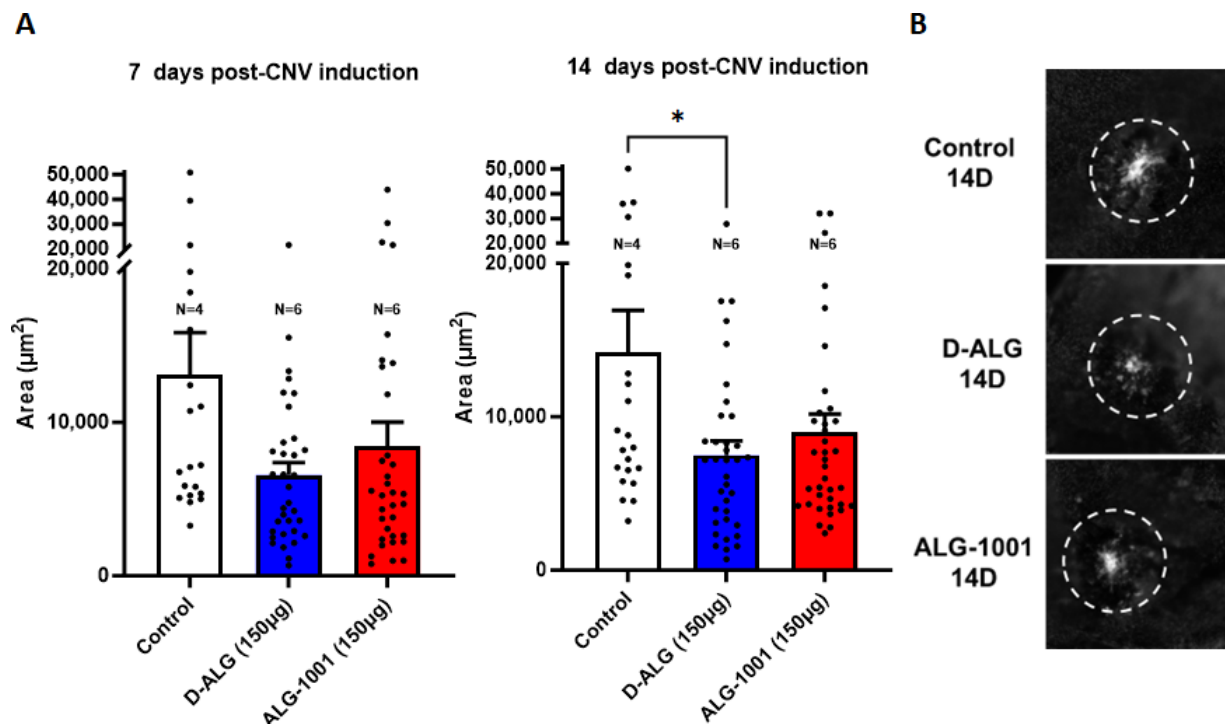 A
7 days post-CNV induction
50,000
40,000
30,000
20,000
20,000
10,000
0
Area (µm²)
N=4
N=6
N=6
Control
D-ALG (150µg)
ALG-1001 (150µg)
14 days post-CNV induction
*
50,000
40,000
30,000
20,000
20,000
10,000
0
Area (µm²)
N=4
N=6
N=6
Control
D-ALG (150µg)
ALG-1001 (150µg)
B
Control
14D
D-ALG
14D
ALG-1001
14D